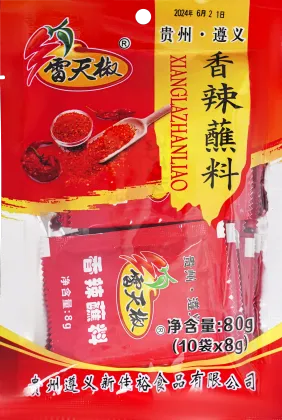 2024年 6月 2 1日
雷天椒®
贵州·遵义
香辣蘸料
XIANGLAZHANLIAO
雷天椒®
香辣蘸料
净含量:8g
贵州·遵义
净含量:80g
(10袋x8g)
贵州遵义新佳裕食品有限公司